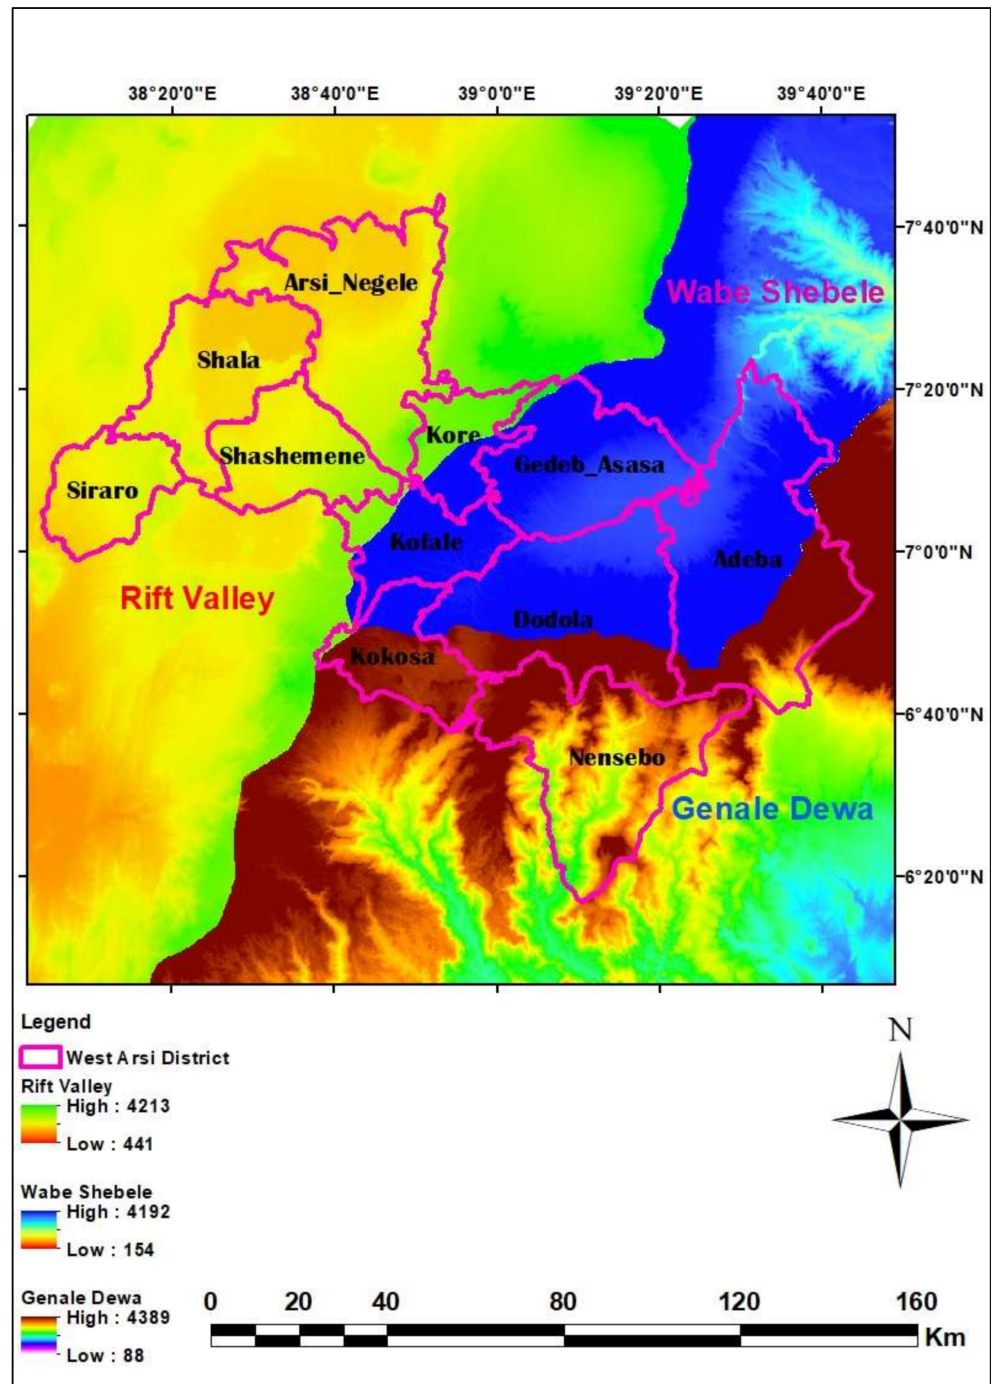 38°20'0"E 38°40'0"E 39°0'0"E 39°20'0"E 39°40'0"E
7°40'0"N
Arsi_Negele
Wabe Shebele
Shala
7°20'0"N
Kore
Shashemene
Gedeb_Asasa
Siraro
Kofale
7°0'0"N
Adeba
Rift Valley
Dodola
Kokosa
6°40'0"N
Nensebo
Genale Dewa
6°20'0"N
Legend
N
West Arsi District
Rift Valley
High : 4213
Low : 441
Wabe Shebele
High : 4192
Low : 154
Genale Dewa
High : 4389
Low : 88
0 20 40 80 120 160
Km